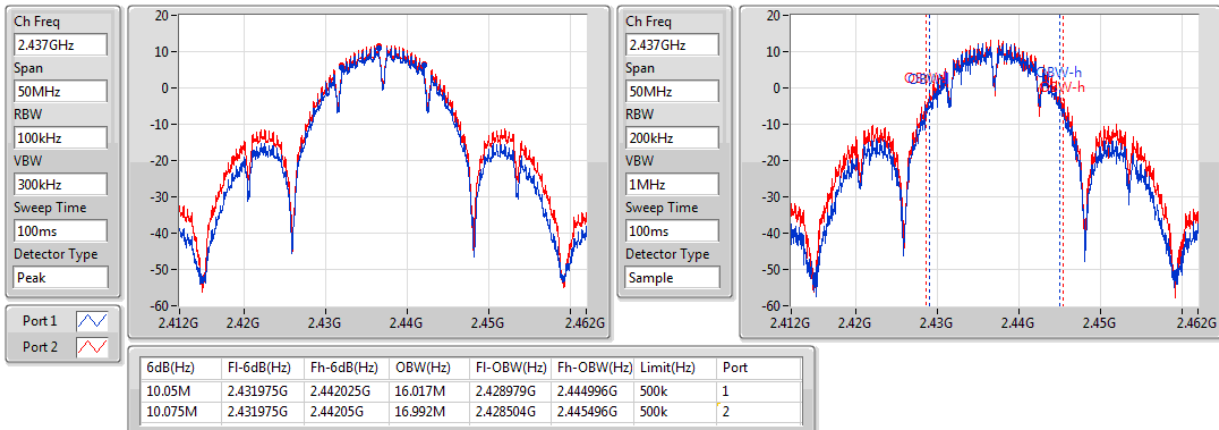 Ch Freq
2.437GHz
Span
50MHz
RBW
100kHz
VBW
300kHz
Sweep Time
100ms
Detector Type
Peak
Port 1
Port 2
20
10
0
-10
-20
-30
-40
-50
-60
2.412G 2.42G 2.43G 2.44G 2.45G 2.462G
Ch Freq
2.437GHz
Span
50MHz
RBW
200kHz
VBW
1MHz
Sweep Time
100ms
Detector Type
Sample
20
10
0
-10
-20
-30
-40
-50
-60
OBW-h
2.412G 2.42G 2.43G 2.44G 2.45G 2.462G
6dB(Hz) Fl-6dB(Hz) Fh-6dB(Hz) OBW(Hz) Fl-OBW(Hz) Fh-OBW(Hz) Limit(Hz) Port
10.05M 2.431975G 2.442025G 16.017M 2.428979G 2.444996G 500k 1
10.075M 2.431975G 2.44205G 16.992M 2.428504G 2.445496G 500k 2